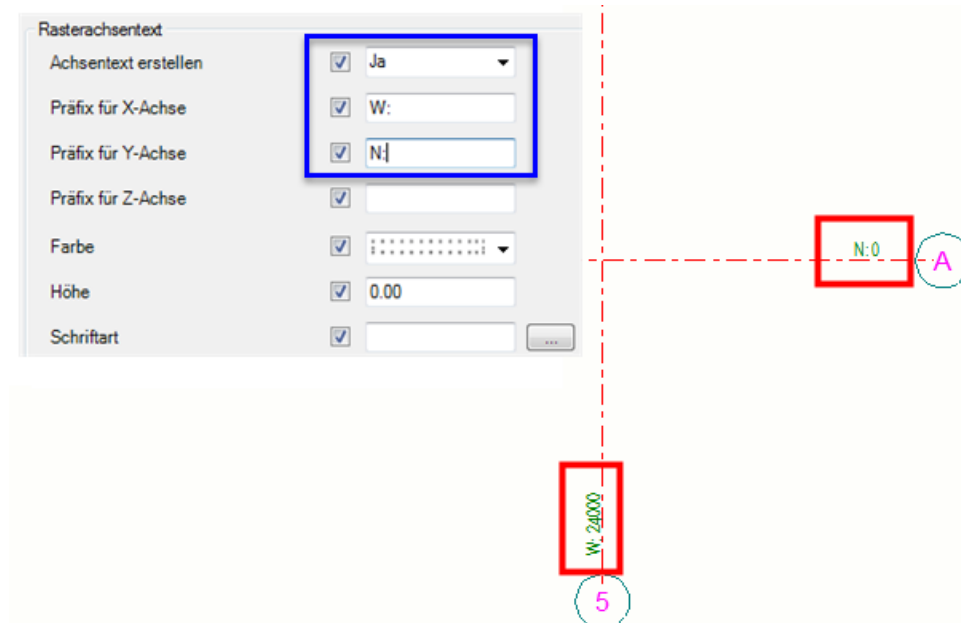 Rasterachsentext
Achsentext erstellen
Ja
Präfix für X-Achse
W:
Präfix für Y-Achse
N:
Präfix für Z-Achse
Farbe
Höhe
0.00
Schriftart
...
N: 0
A
W: 24000
5